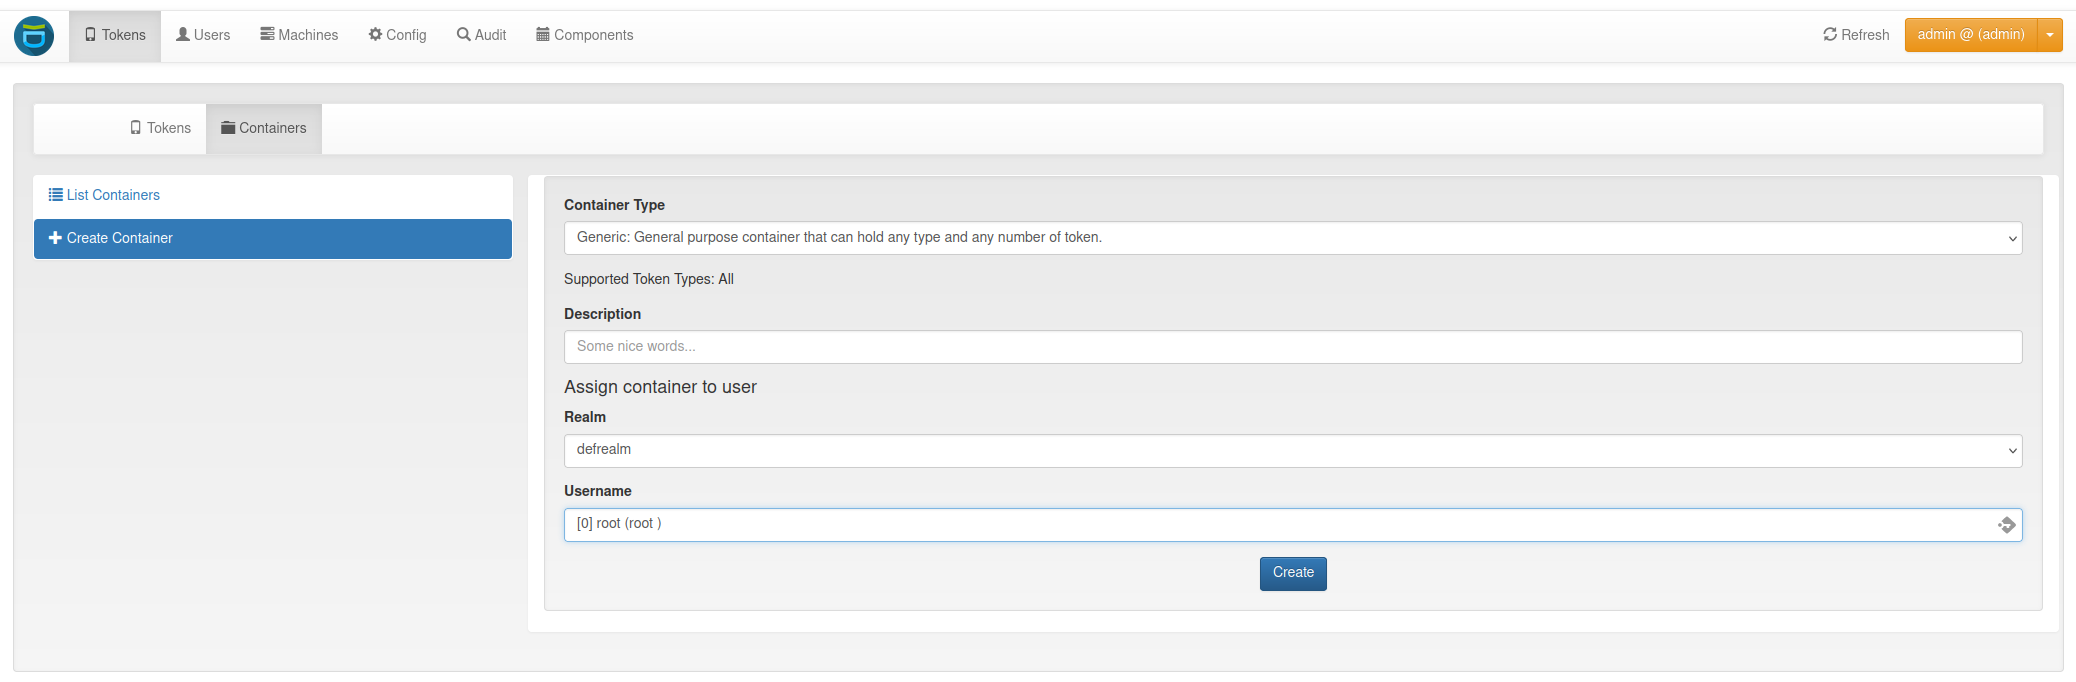 Tokens Users Machines Config Audit Components Refresh admin @ (admin)
Tokens Containers
List Containers
Create Container
Container Type
Generic: General purpose container that can hold any type and any number of token.
Supported Token Types: All
Description
Some nice words...
Assign container to user
Realm
defrealm
Username
[0] root (root )
Create